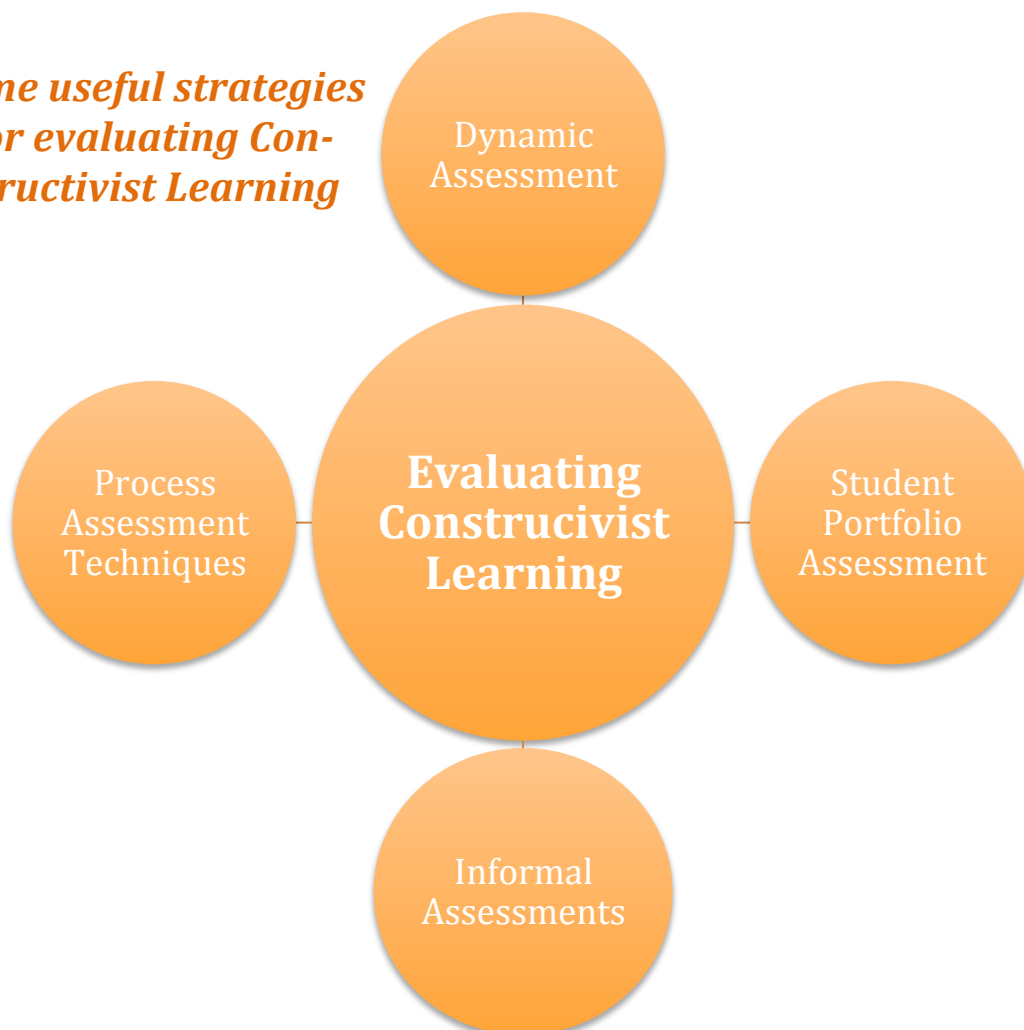 me useful strategies
or evaluating Con-
ructivist Learning
Dynamic
Assessment
Process
Assessment
Techniques
Evaluating
Construcivist
Learning
Student
Portfolio
Assessment
Informal
Assessments